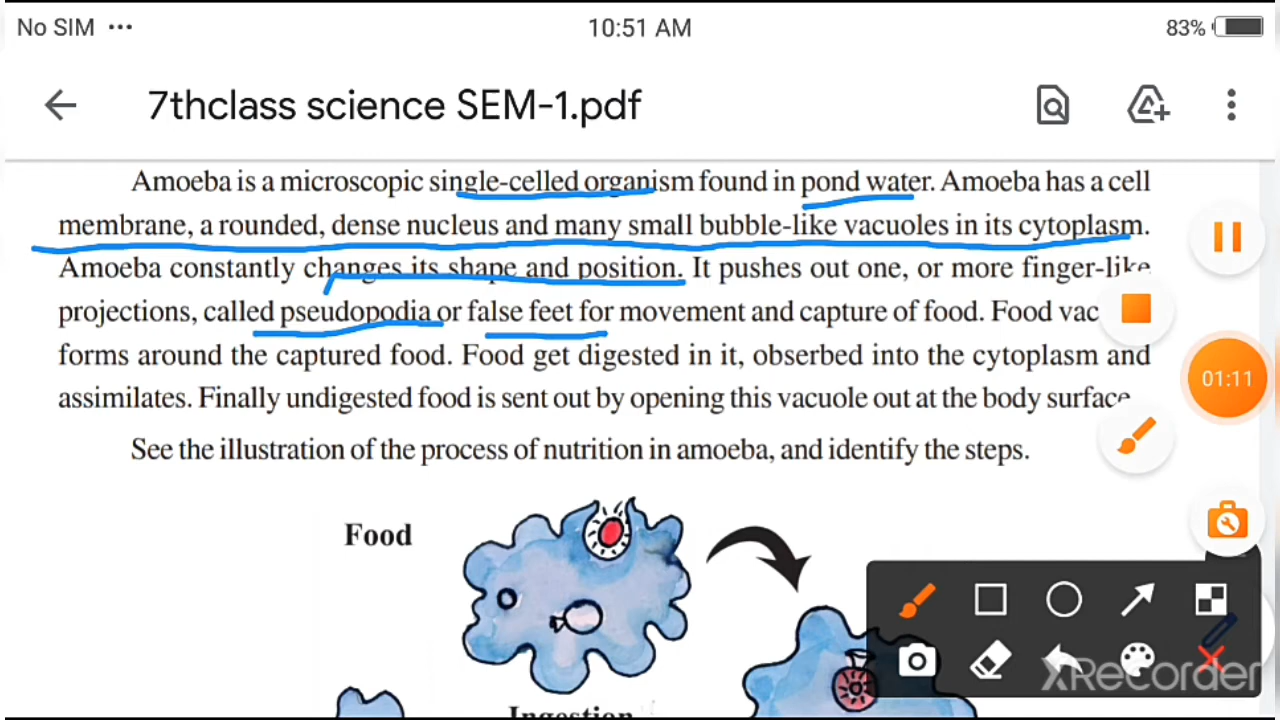 No SIM ...
10:51 AM
83%
7thclass science SEM-1.pdf
Amoeba is a microscopic single-celled organism found in pond water. Amoeba has a cell
membrane, a rounded, dense nucleus and many small bubble-like vacuoles in its cytoplasm.
Amoeba constantly changes its shape and position. It pushes out one, or more finger-like
projections, called pseudopodia or false feet for movement and capture of food. Food vac
forms around the captured food. Food get digested in it, obserbed into the cytoplasm and
assimilates. Finally undigested food is sent out by opening this vacuole out at the body surface
See the illustration of the process of nutrition in amoeba, and identify the steps.
01:11
Food
Ingestion
XRecorder